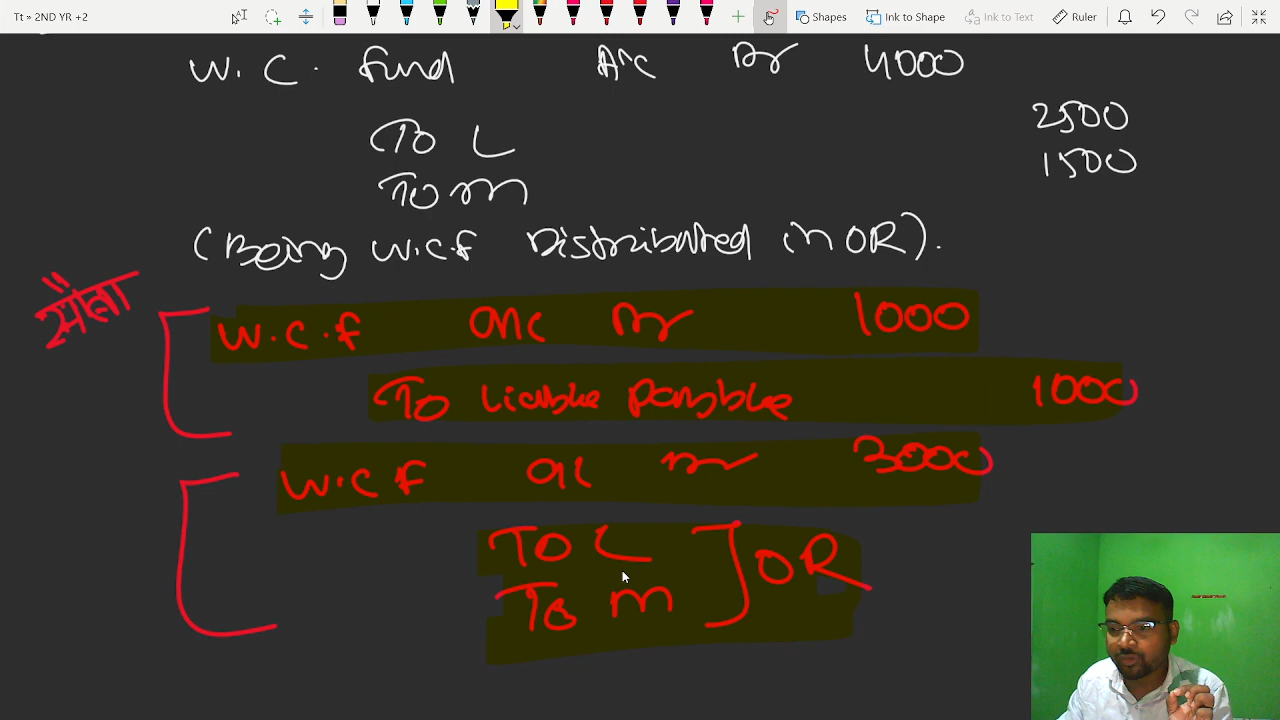 Tt » 2ND YR +2
Shapes Ink to Shape Ink to Text Ruler
W. C. Fund A/c Dr 4000
To L 2500
To M 1500
(Being W.C.F Distributed in OR).
सौता
W.C.F A/c Dr 1000
To Liable Payble 1000
W.C.F a/c Dr 3000
To L
To M
OR